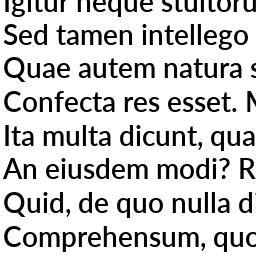 Igitur neque stultoru
Sed tamen intellego
Quae autem natura s
Confecta res esset. M
Ita multa dicunt, qua
An eiusdem modi? R
Quid, de quo nulla di
Comprehensum, quo